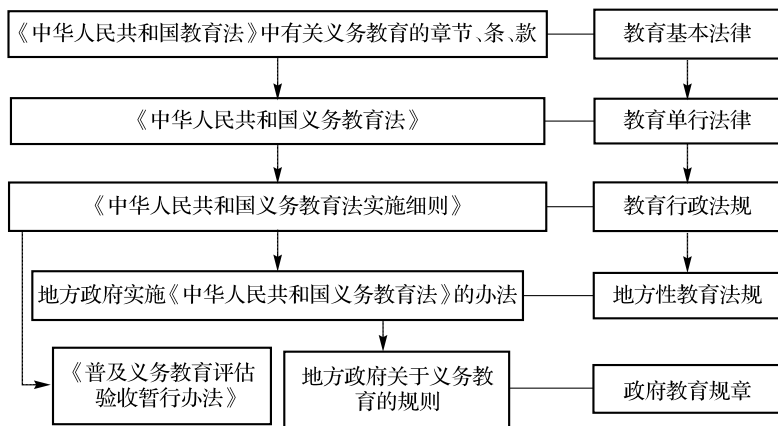 《中华人民共和国教育法》中有关义务教育的章节、条、款
教育基本法律
《中华人民共和国义务教育法》
教育单行法律
《中华人民共和国义务教育法实施细则》
教育行政法规
地方政府实施《中华人民共和国义务教育法》的办法
地方性教育法规
《普及义务教育评估
验收暂行办法》
地方政府关于义务教
育的规则
政府教育规章